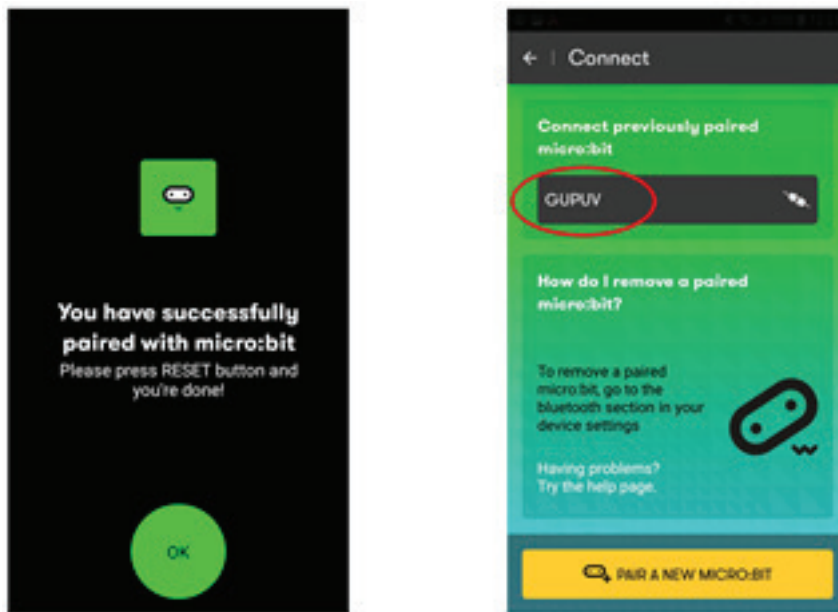 You have successfully
paired with micro:bit
Please press RESET button and
you're done!
OK
Connect
Connect previously paired
micro:bit
GUPUV
How do I remove a paired
micro:bit?
To remove a paired
micro:bit, go to the
bluetooth section in your
device settings
Having problems?
Try the help page.
PAIR A NEW MICRO:BIT